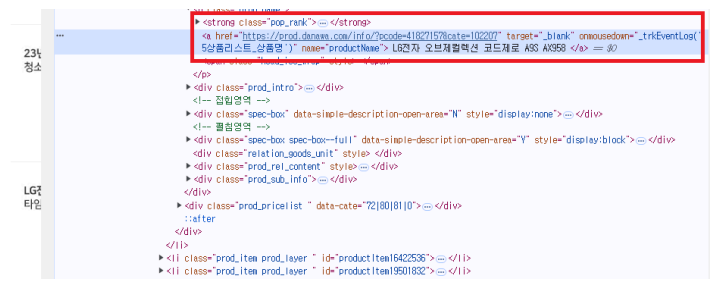 ▶<strong class="pop_rank">…</strong>
<a href="https://prod.danawa.com/info/?pcode=41827157&cate=102207" target="_blank" onmousedown="_trkEventLog('
5상품리스트_상품명')" name="productName"> LG전자 오브제컬렉션 코드제로 A9S AX958 </a> == $0
</p>
▶<div class="prod_intro">…</div>
<!-- 접힘영역 -->
▶<div class="spec-box" data-simple-description-open-area="N" style="display:none">…</div>
<!-- 펼침영역 -->
▶<div class="spec-box spec-box--full" data-simple-description-open-area="Y" style="display:block">…</div>
<div class="relation_goods_unit" style> </div>
▶<div class="prod_rel_content" style>…</div>
▶<div class="prod_sub_info">…</div>
</div>
▶<div class="prod_pricelist " data-cate="72|80|81|0">…</div>
::after
</div>
</li>
▶<li class="prod_item prod_layer " id="productItem16422536">…</li>
▶<li class="prod_item prod_layer " id="productItem19501832">…</li>
…
23년
청소
LG전
타임